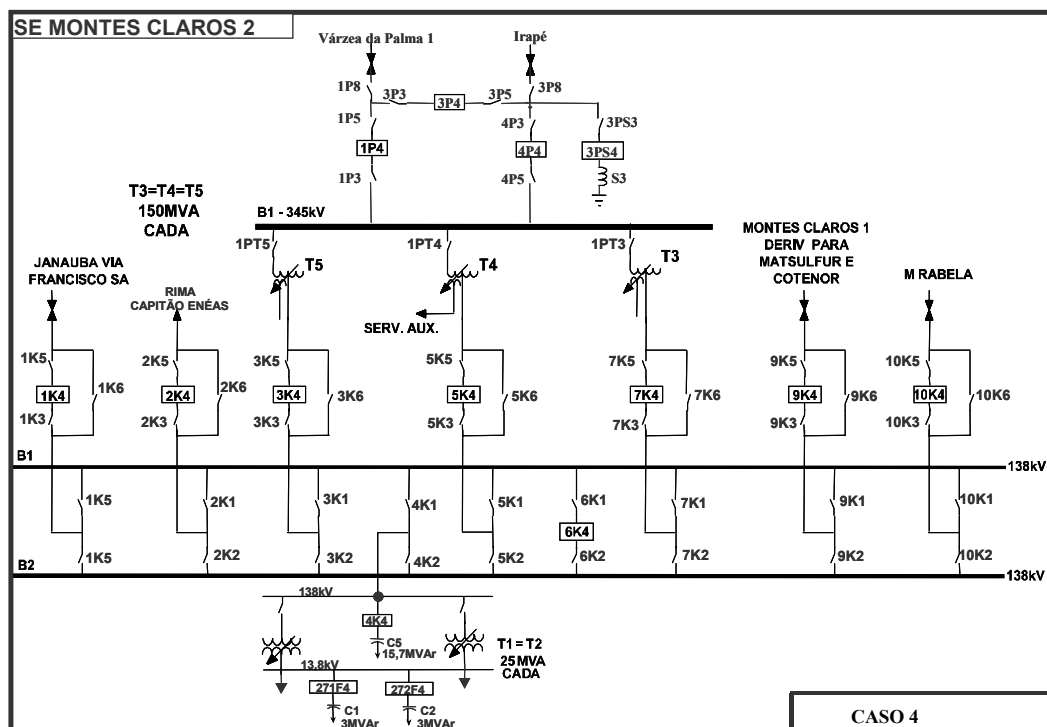 SE MONTES CLAROS 2
Várzea da Palma 1
Irapé
1P8
3P3
3P4
3P5
3P8
1P5
4P3
3PS3
1P4
4P4
3PS4
1P3
4P5
S3
T3=T4=T5
150MVA
CADA
B1 - 345kV
1PT5
1PT4
1PT3
T5
T4
T3
SERV. AUX.
JANAUBA VIA
FRANCISCO SA
RIMA
CAPITÃO ENÉAS
MONTES CLAROS 1
DERIV PARA
MATSULFUR E
COTENOR
M RABELA
1K5
2K5
3K5
5K5
7K5
9K5
10K5
1K4
1K6
2K4
2K6
3K4
3K6
5K4
5K6
7K4
7K6
9K4
9K6
10K4
10K6
1K3
2K3
3K3
5K3
7K3
9K3
10K3
B1
138kV
1K5
2K1
3K1
4K1
5K1
6K1
7K1
9K1
10K1
6K4
1K5
2K2
3K2
4K2
5K2
6K2
7K2
9K2
10K2
B2
138kV
138kV
4K4
C5
15,7MVAr
T1 = T2
25MVA
CADA
13.8kV
271F4
272F4
C1
3MVAr
C2
3MVAr
CASO 4